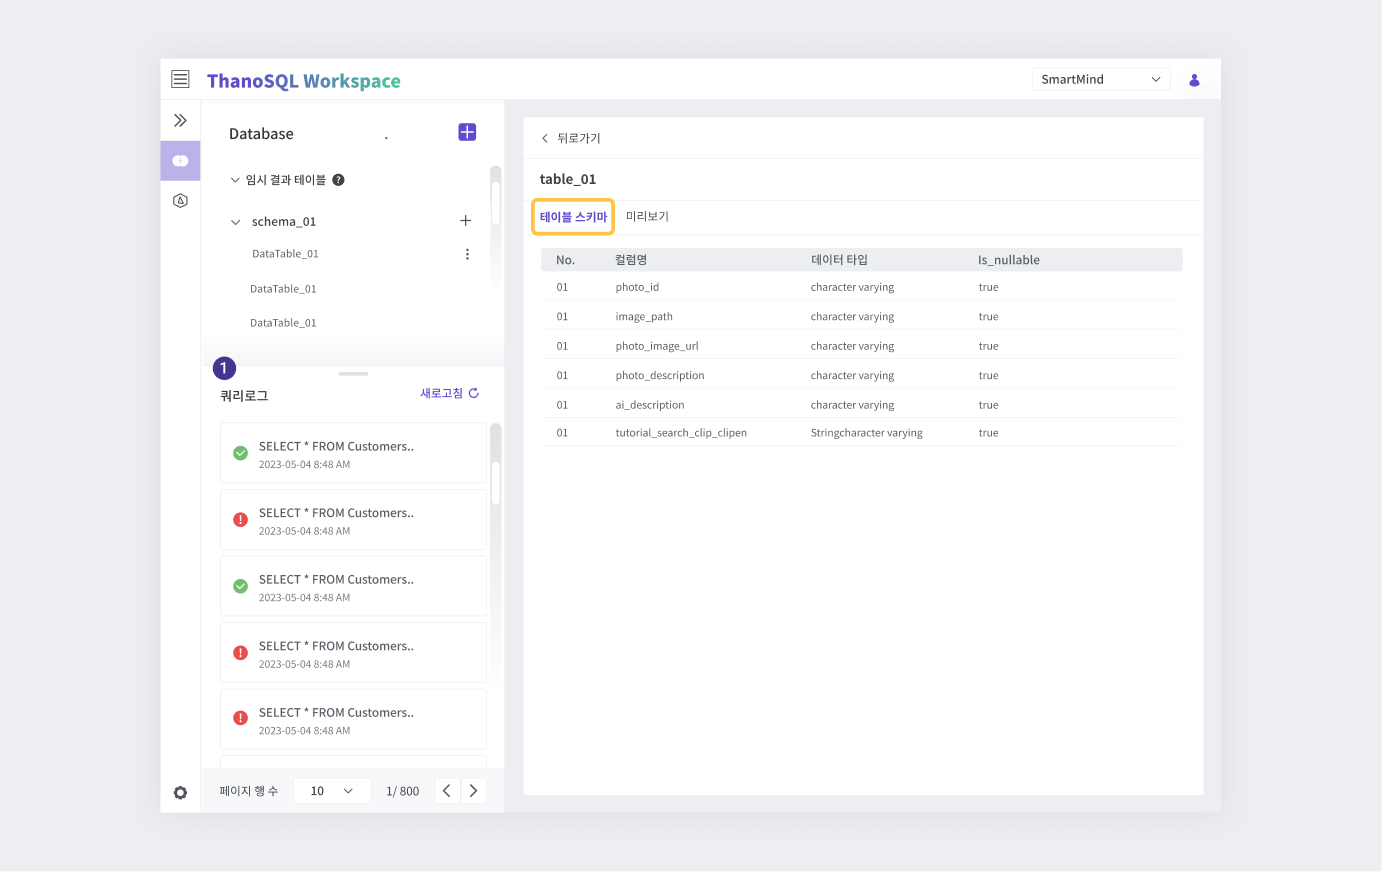 ThanoSQL Workspace
SmartMind
Database
임시 결과 테이블 ?
schema_01
DataTable_01
DataTable_01
DataTable_01
1
쿼리로그
새로고침
SELECT * FROM Customers..
2023-05-04 8:48 AM
SELECT * FROM Customers..
2023-05-04 8:48 AM
SELECT * FROM Customers..
2023-05-04 8:48 AM
SELECT * FROM Customers..
2023-05-04 8:48 AM
SELECT * FROM Customers..
2023-05-04 8:48 AM
페이지 행 수 10 1/ 800
뒤로가기
table_01
테이블 스키마 미리보기
No. 컬럼명 데이터 타입 Is_nullable
01 photo_id character varying true
01 image_path character varying true
01 photo_image_url character varying true
01 photo_description character varying true
01 ai_description character varying true
01 tutorial_search_clip_clipen Stringcharacter varying true